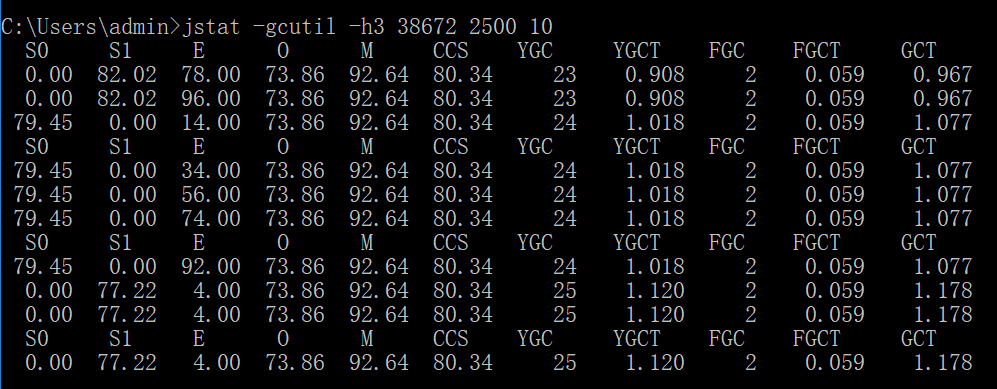 C:\Users\admin>jstat -gcutil -h3 38672 2500 10
S0 S1 E O M CCS YGC YGCT FGC FGCT GCT
0.00 82.02 78.00 73.86 92.64 80.34 23 0.908 2 0.059 0.967
0.00 82.02 96.00 73.86 92.64 80.34 23 0.908 2 0.059 0.967
79.45 0.00 14.00 73.86 92.64 80.34 24 1.018 2 0.059 1.077
S0 S1 E O M CCS YGC YGCT FGC FGCT GCT
79.45 0.00 34.00 73.86 92.64 80.34 24 1.018 2 0.059 1.077
79.45 0.00 56.00 73.86 92.64 80.34 24 1.018 2 0.059 1.077
79.45 0.00 74.00 73.86 92.64 80.34 24 1.018 2 0.059 1.077
S0 S1 E O M CCS YGC YGCT FGC FGCT GCT
79.45 0.00 92.00 73.86 92.64 80.34 24 1.018 2 0.059 1.077
0.00 77.22 4.00 73.86 92.64 80.34 25 1.120 2 0.059 1.178
0.00 77.22 4.00 73.86 92.64 80.34 25 1.120 2 0.059 1.178
S0 S1 E O M CCS YGC YGCT FGC FGCT GCT
0.00 77.22 4.00 73.86 92.64 80.34 25 1.120 2 0.059 1.178